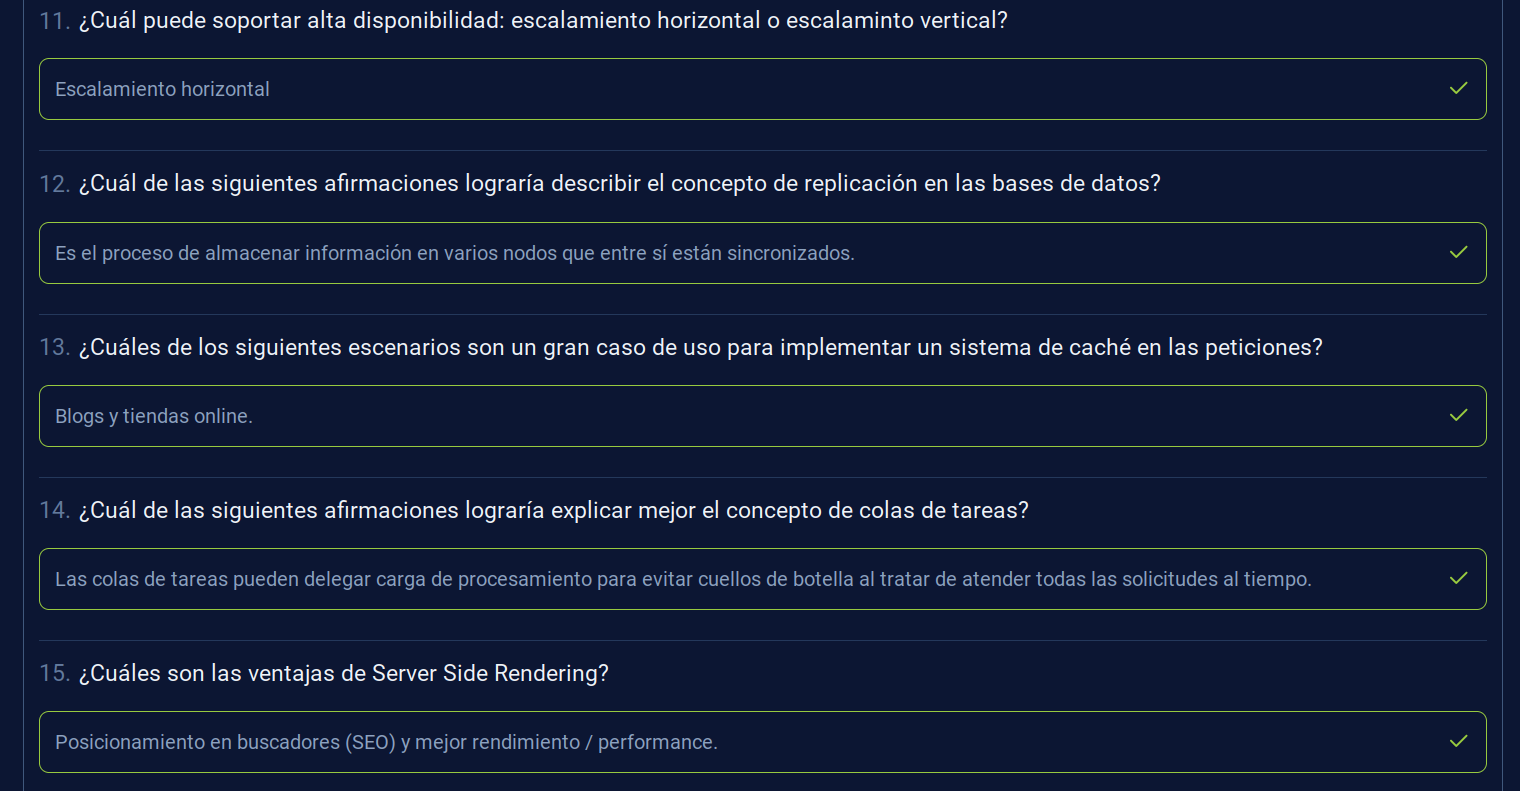 11. ¿Cuál puede soportar alta disponibilidad: escalamiento horizontal o escalaminto vertical?
Escalamiento horizontal
12. ¿Cuál de las siguientes afirmaciones lograría describir el concepto de replicación en las bases de datos?
Es el proceso de almacenar información en varios nodos que entre sí están sincronizados.
13. ¿Cuáles de los siguientes escenarios son un gran caso de uso para implementar un sistema de caché en las peticiones?
Blogs y tiendas online.
14. ¿Cuál de las siguientes afirmaciones lograría explicar mejor el concepto de colas de tareas?
Las colas de tareas pueden delegar carga de procesamiento para evitar cuellos de botella al tratar de atender todas las solicitudes al tiempo.
15. ¿Cuáles son las ventajas de Server Side Rendering?
Posicionamiento en buscadores (SEO) y mejor rendimiento / performance.